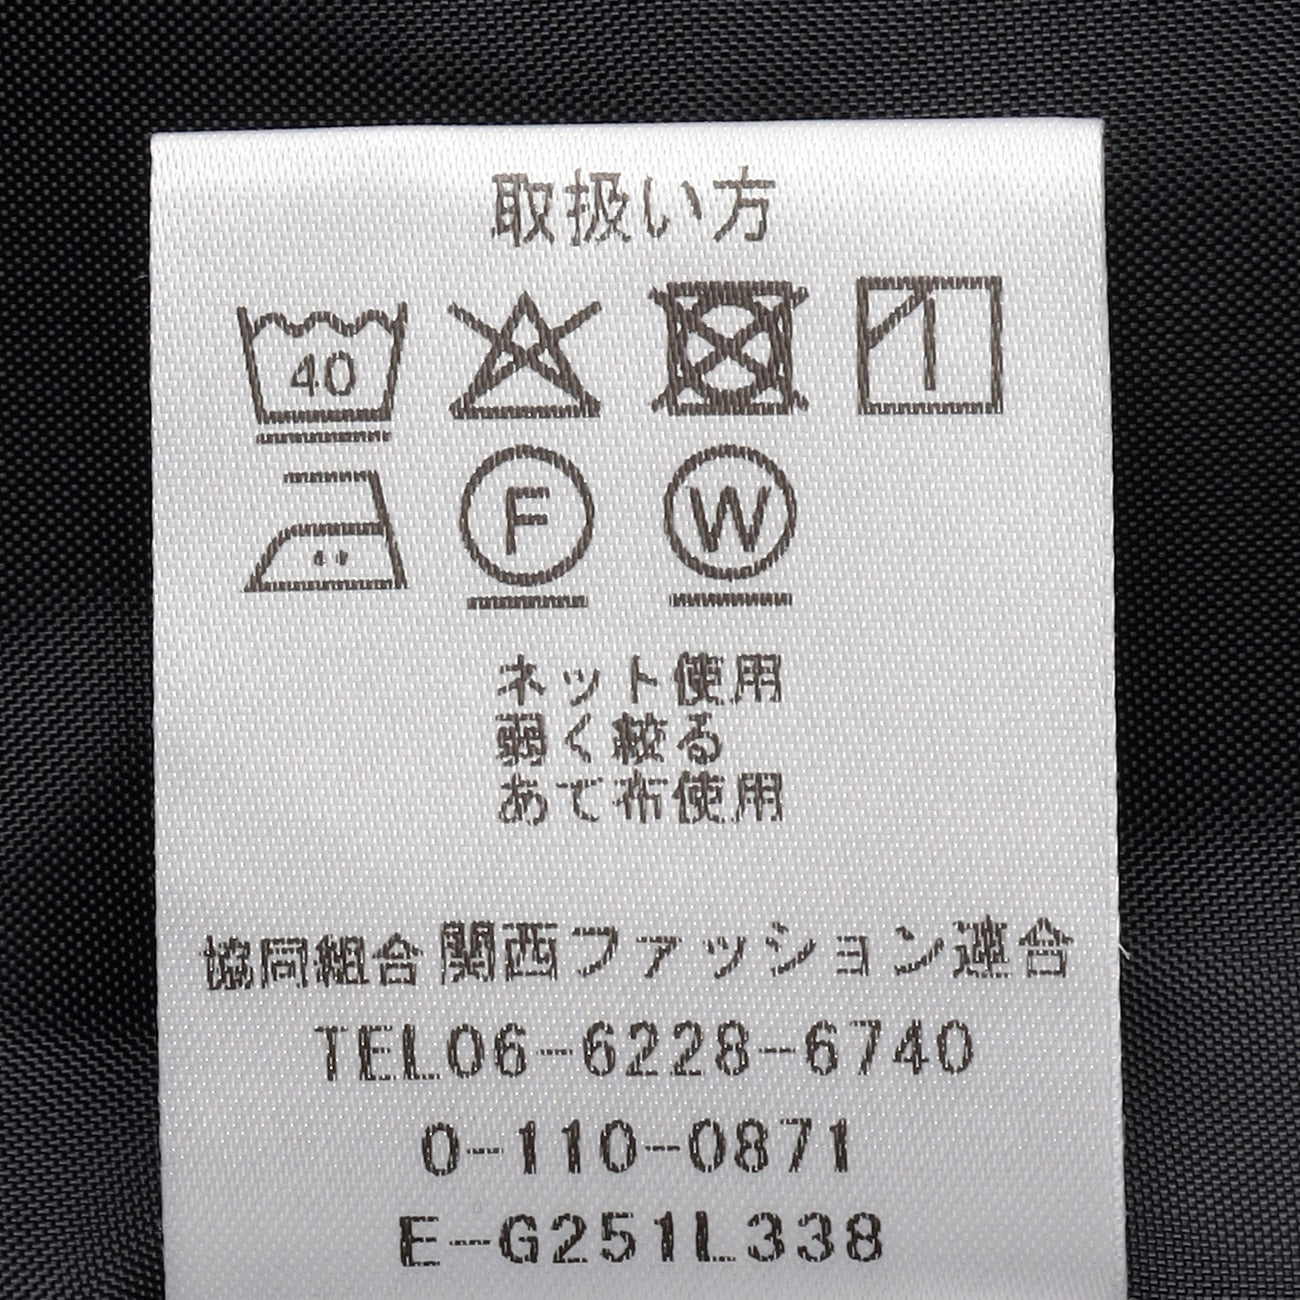 取扱い方
40
F W
ネット使用
弱く絞る
あて布使用
協同組合関西ファッション連合
TEL06-6228-6740
0-110-0871
E-G251L338